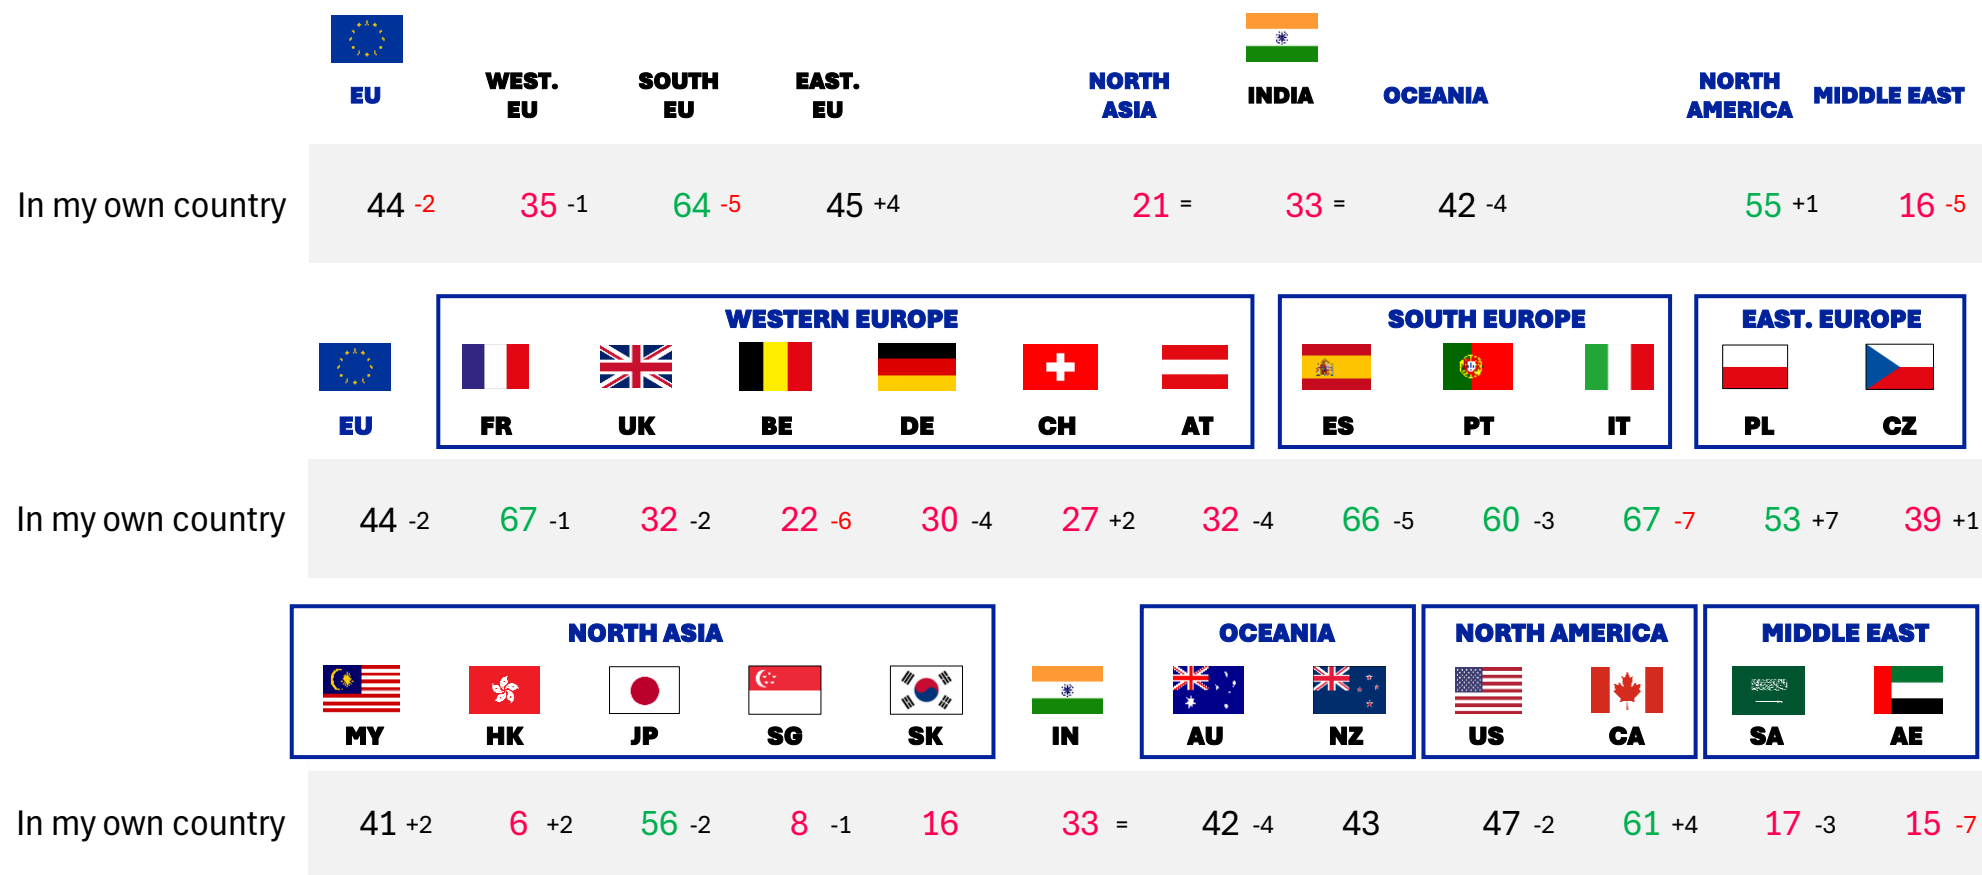 EU WEST. EU SOUTH EU EAST. EU NORTH ASIA INDIA OCEANIA NORTH AMERICA MIDDLE EAST
In my own country 44 -2 35 -1 64 -5 45 +4 21 = 33 = 42 -4 55 +1 16 -5
WESTERN EUROPE SOUTH EUROPE EAST. EUROPE
EU FR UK BE DE CH AT ES PT IT PL CZ
In my own country 44 -2 67 -1 32 -2 22 -6 30 -4 27 +2 32 -4 66 -5 60 -3 67 -7 53 +7 39 +1
NORTH ASIA OCEANIA NORTH AMERICA MIDDLE EAST
MY HK JP SG SK IN AU NZ US CA SA AE
In my own country 41 +2 6 +2 56 -2 8 -1 16 33 = 42 -4 43 47 -2 61 +4 17 -3 15 -7